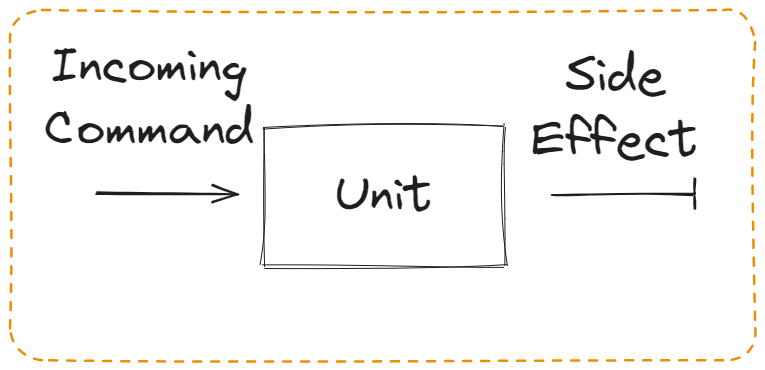 Incoming
Command
Unit
Side
Effect